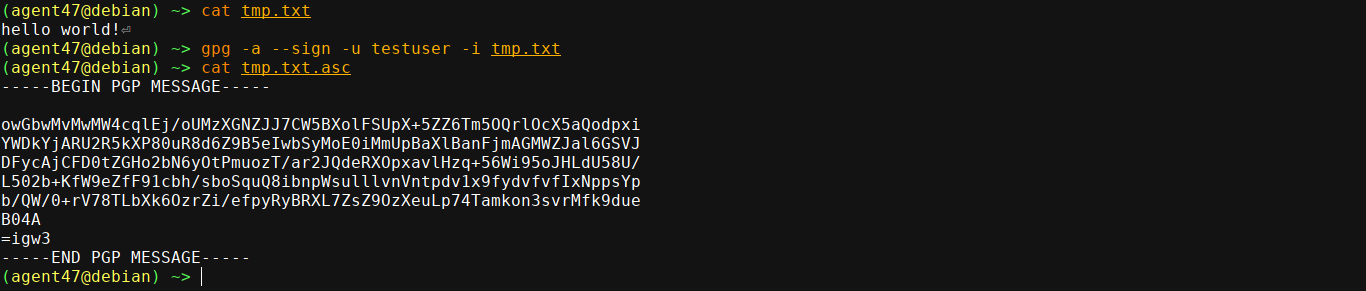 (agent47@debian) ~> cat tmp.txt
hello world!⏎
(agent47@debian) ~> gpg -a --sign -u testuser -i tmp.txt
(agent47@debian) ~> cat tmp.txt.asc
-----BEGIN PGP MESSAGE-----

owGbwMvMwMW4cqlEj/oUMzXGNZJJ7CW5BXolFSUpX+5ZZ6Tm5OQrlOcX5aQodpxi
YWDkYjARU2R5kXP80uR8d6Z9B5eIwbSyMoE0iMmUpBaXlBanFjmAGMWZJal6GSVJ
DFycAjCFD0tZGHo2bN6yOtPmuozT/ar2JQdeRXOpxavlHzq+56Wi95oJHLdU58U/
L502b+KfW9eZfF91cbh/sboSquQ8ibnpWsulllvnVntpdv1x9fydvfvfIxNppsYp
b/QW/0+rV78TLbXk6OzrZi/efpyRyBRXL7ZsZ9OzXeuLp74Tamkon3svrMfk9due
B04A
=igw3
-----END PGP MESSAGE-----
(agent47@debian) ~>